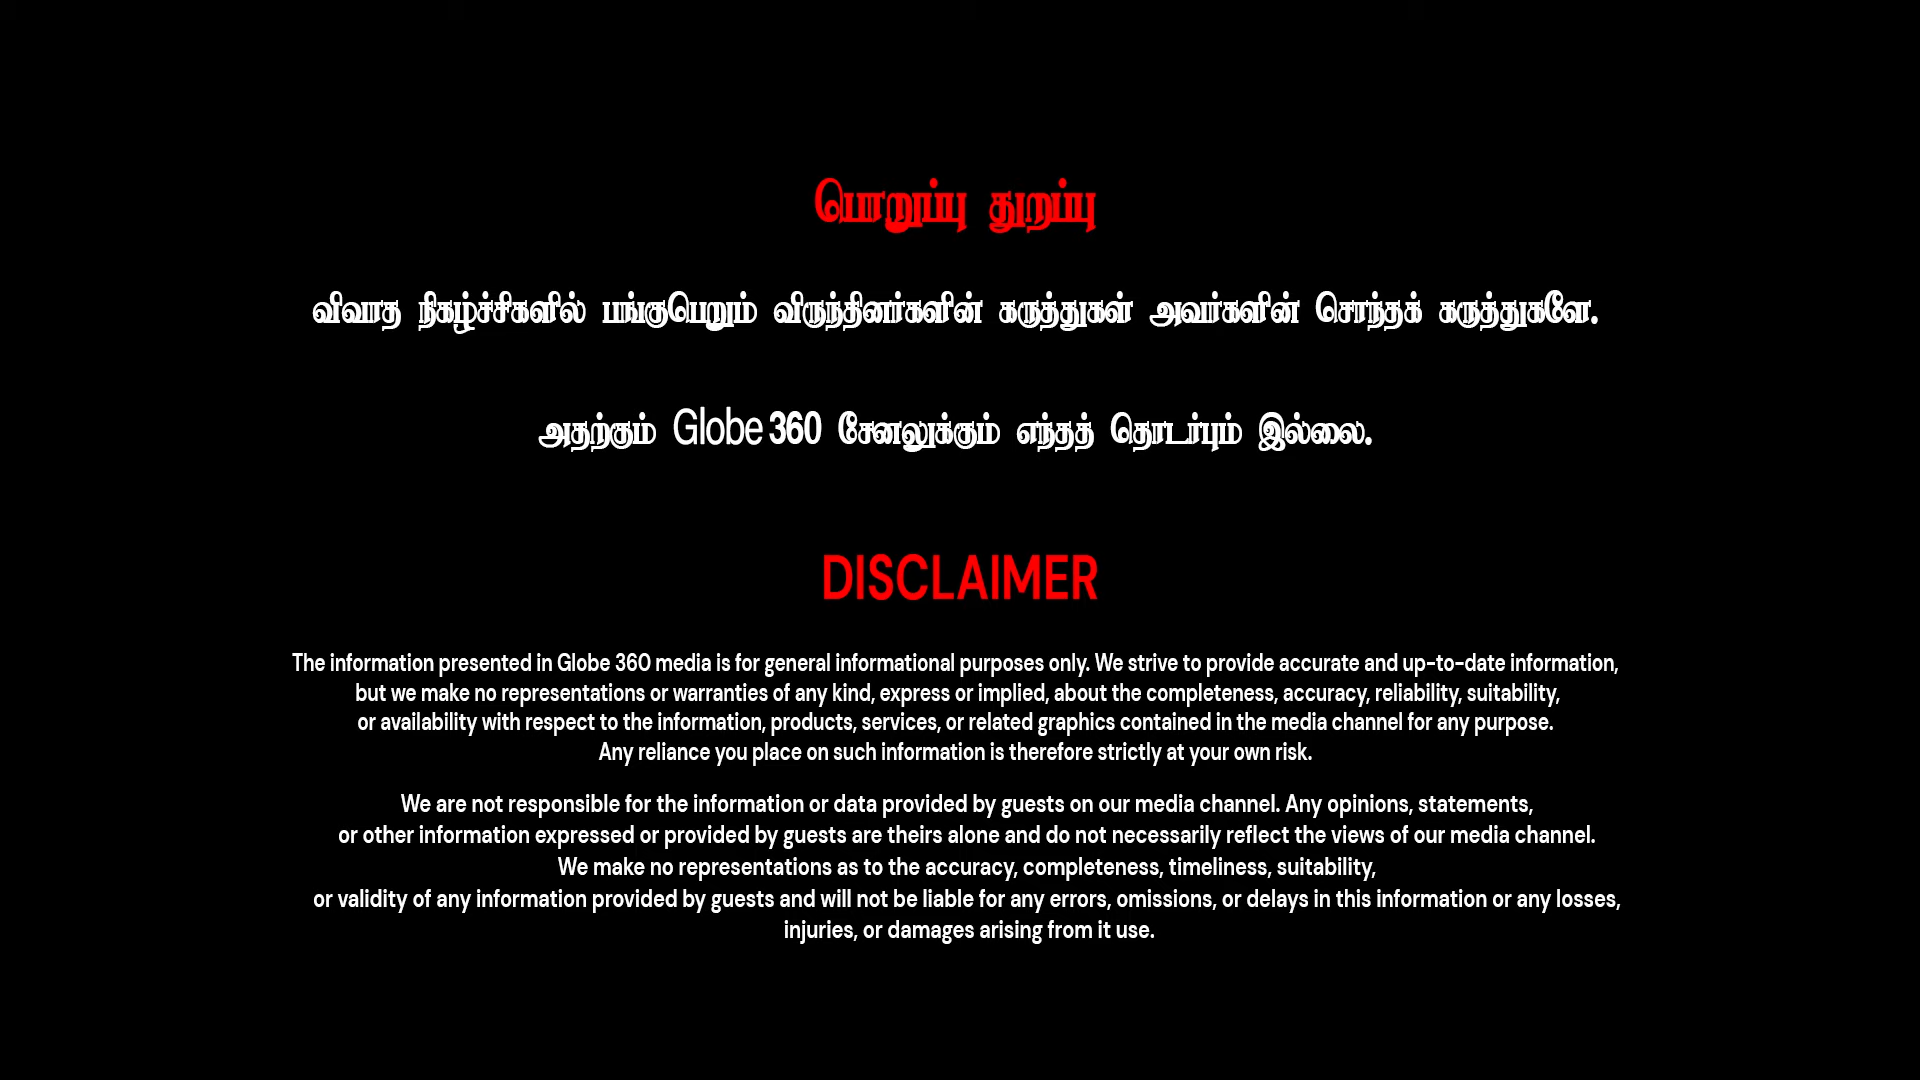 பொறுப்பு துறப்பு
விவாத நிகழ்ச்சிகளில் பங்குபெறும் விருந்தினர்களின் கருத்துகள் அவர்களின் சொந்தக் கருத்துகளே.
அதற்கும் Globe 360 சேனலுக்கும் எந்தத் தொடர்பும் இல்லை.
DISCLAIMER
The information presented in Globe 360 media is for general informational purposes only. We strive to provide accurate and up-to-date information,
but we make no representations or warranties of any kind, express or implied, about the completeness, accuracy, reliability, suitability,
or availability with respect to the information, products, services, or related graphics contained in the media channel for any purpose.
Any reliance you place on such information is therefore strictly at your own risk.
We are not responsible for the information or data provided by guests on our media channel. Any opinions, statements,
or other information expressed or provided by guests are theirs alone and do not necessarily reflect the views of our media channel.
We make no representations as to the accuracy, completeness, timeliness, suitability,
or validity of any information provided by guests and will not be liable for any errors, omissions, or delays in this information or any losses,
injuries, or damages arising from it use.